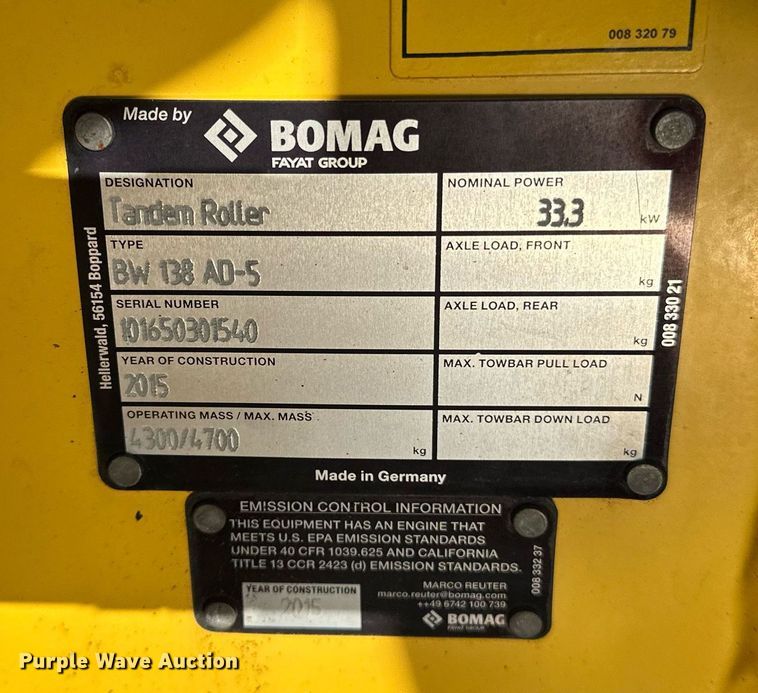 008 320 79
Made by
BOMAG
FAYAT GROUP
DESIGNATION
Tandem Roller
NOMINAL POWER
33,3 kW
TYPE
BW 138 AD-5
AXLE LOAD, FRONT
kg
SERIAL NUMBER
101650301540
AXLE LOAD, REAR
kg
YEAR OF CONSTRUCTION
2015
MAX. TOWBAR PULL LOAD
N
OPERATING MASS / MAX. MASS
4300/4700 kg
MAX. TOWBAR DOWN LOAD
kg
Hellerwald, 56154 Boppard
008 330 21
Made in Germany
EMISSION CONTROL INFORMATION
THIS EQUIPMENT HAS AN ENGINE THAT
MEETS U.S. EPA EMISSION STANDARDS
UNDER 40 CFR 1039.625 AND CALIFORNIA
TITLE 13 CCR 2423 (d) EMISSION STANDARDS.
YEAR OF CONSTRUCTION
2015
MARCO REUTER
marco.reuter@bomag.com
++49 6742 100 739
BOMAG
FAYAT GROUP
008 332 37
Purple Wave Auction